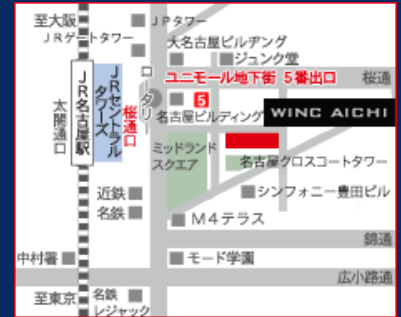 至大阪
JPタワー
JRゲートタワー
大名古屋ビルヂング
ジュンク堂
ユニモール地下街 5番出口
桜通
ロータリー
JRセントラル
タワーズ
桜通口
JR名古屋駅
太閤通口
5
名古屋ビルディング
WINC AICHI
ミッドランド
スクエア
名古屋クロスコートタワー
近鉄
シンフォニー豊田ビル
名鉄
M4テラス
錦通
中村署
モード学園
広小路通
至東京
名鉄
レジャック